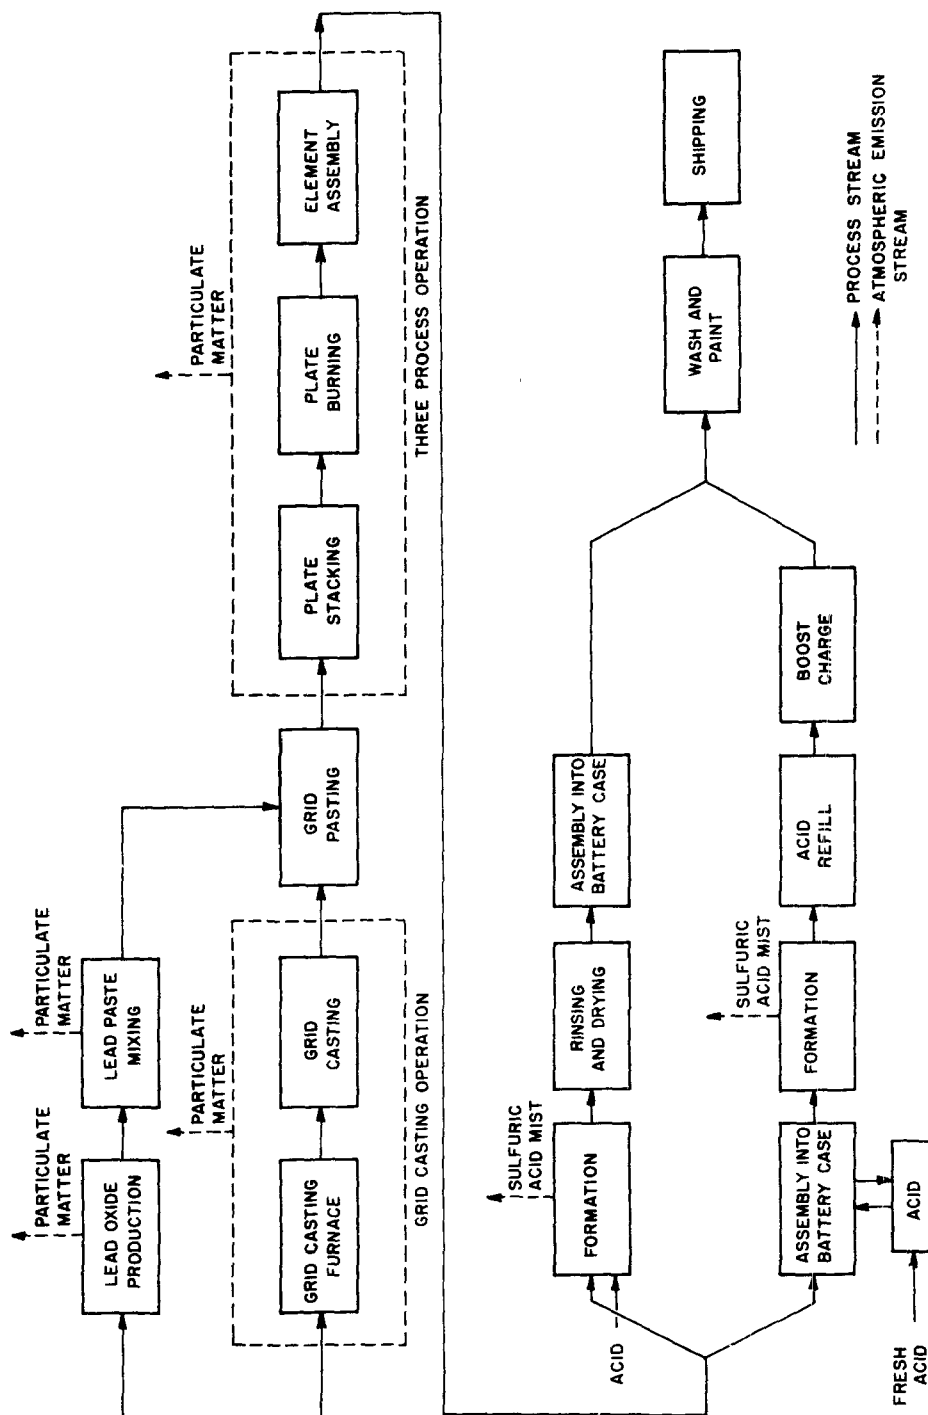 PARTICULATE
MATTER
LEAD OXIDE
PRODUCTION
PARTICULATE
MATTER
LEAD PASTE
MIXING
PARTICULATE
MATTER
GRID CASTING
FURNACE
GRID
CASTING
GRID CASTING OPERATION
GRID
PASTING
PARTICULATE
MATTER
PLATE
STACKING
PLATE
BURNING
ELEMENT
ASSEMBLY
THREE PROCESS OPERATION
SULFURIC
ACID MIST
ACID
FORMATION
RINSING
AND DRYING
ASSEMBLY INTO
BATTERY CASE
FRESH
ACID
ACID
ASSEMBLY INTO
BATTERY CASE
SULFURIC
ACID MIST
FORMATION
ACID
REFILL
BOOST
CHARGE
WASH AND
PAINT
SHIPPING
PROCESS STREAM
ATMOSPHERIC EMISSION
STREAM